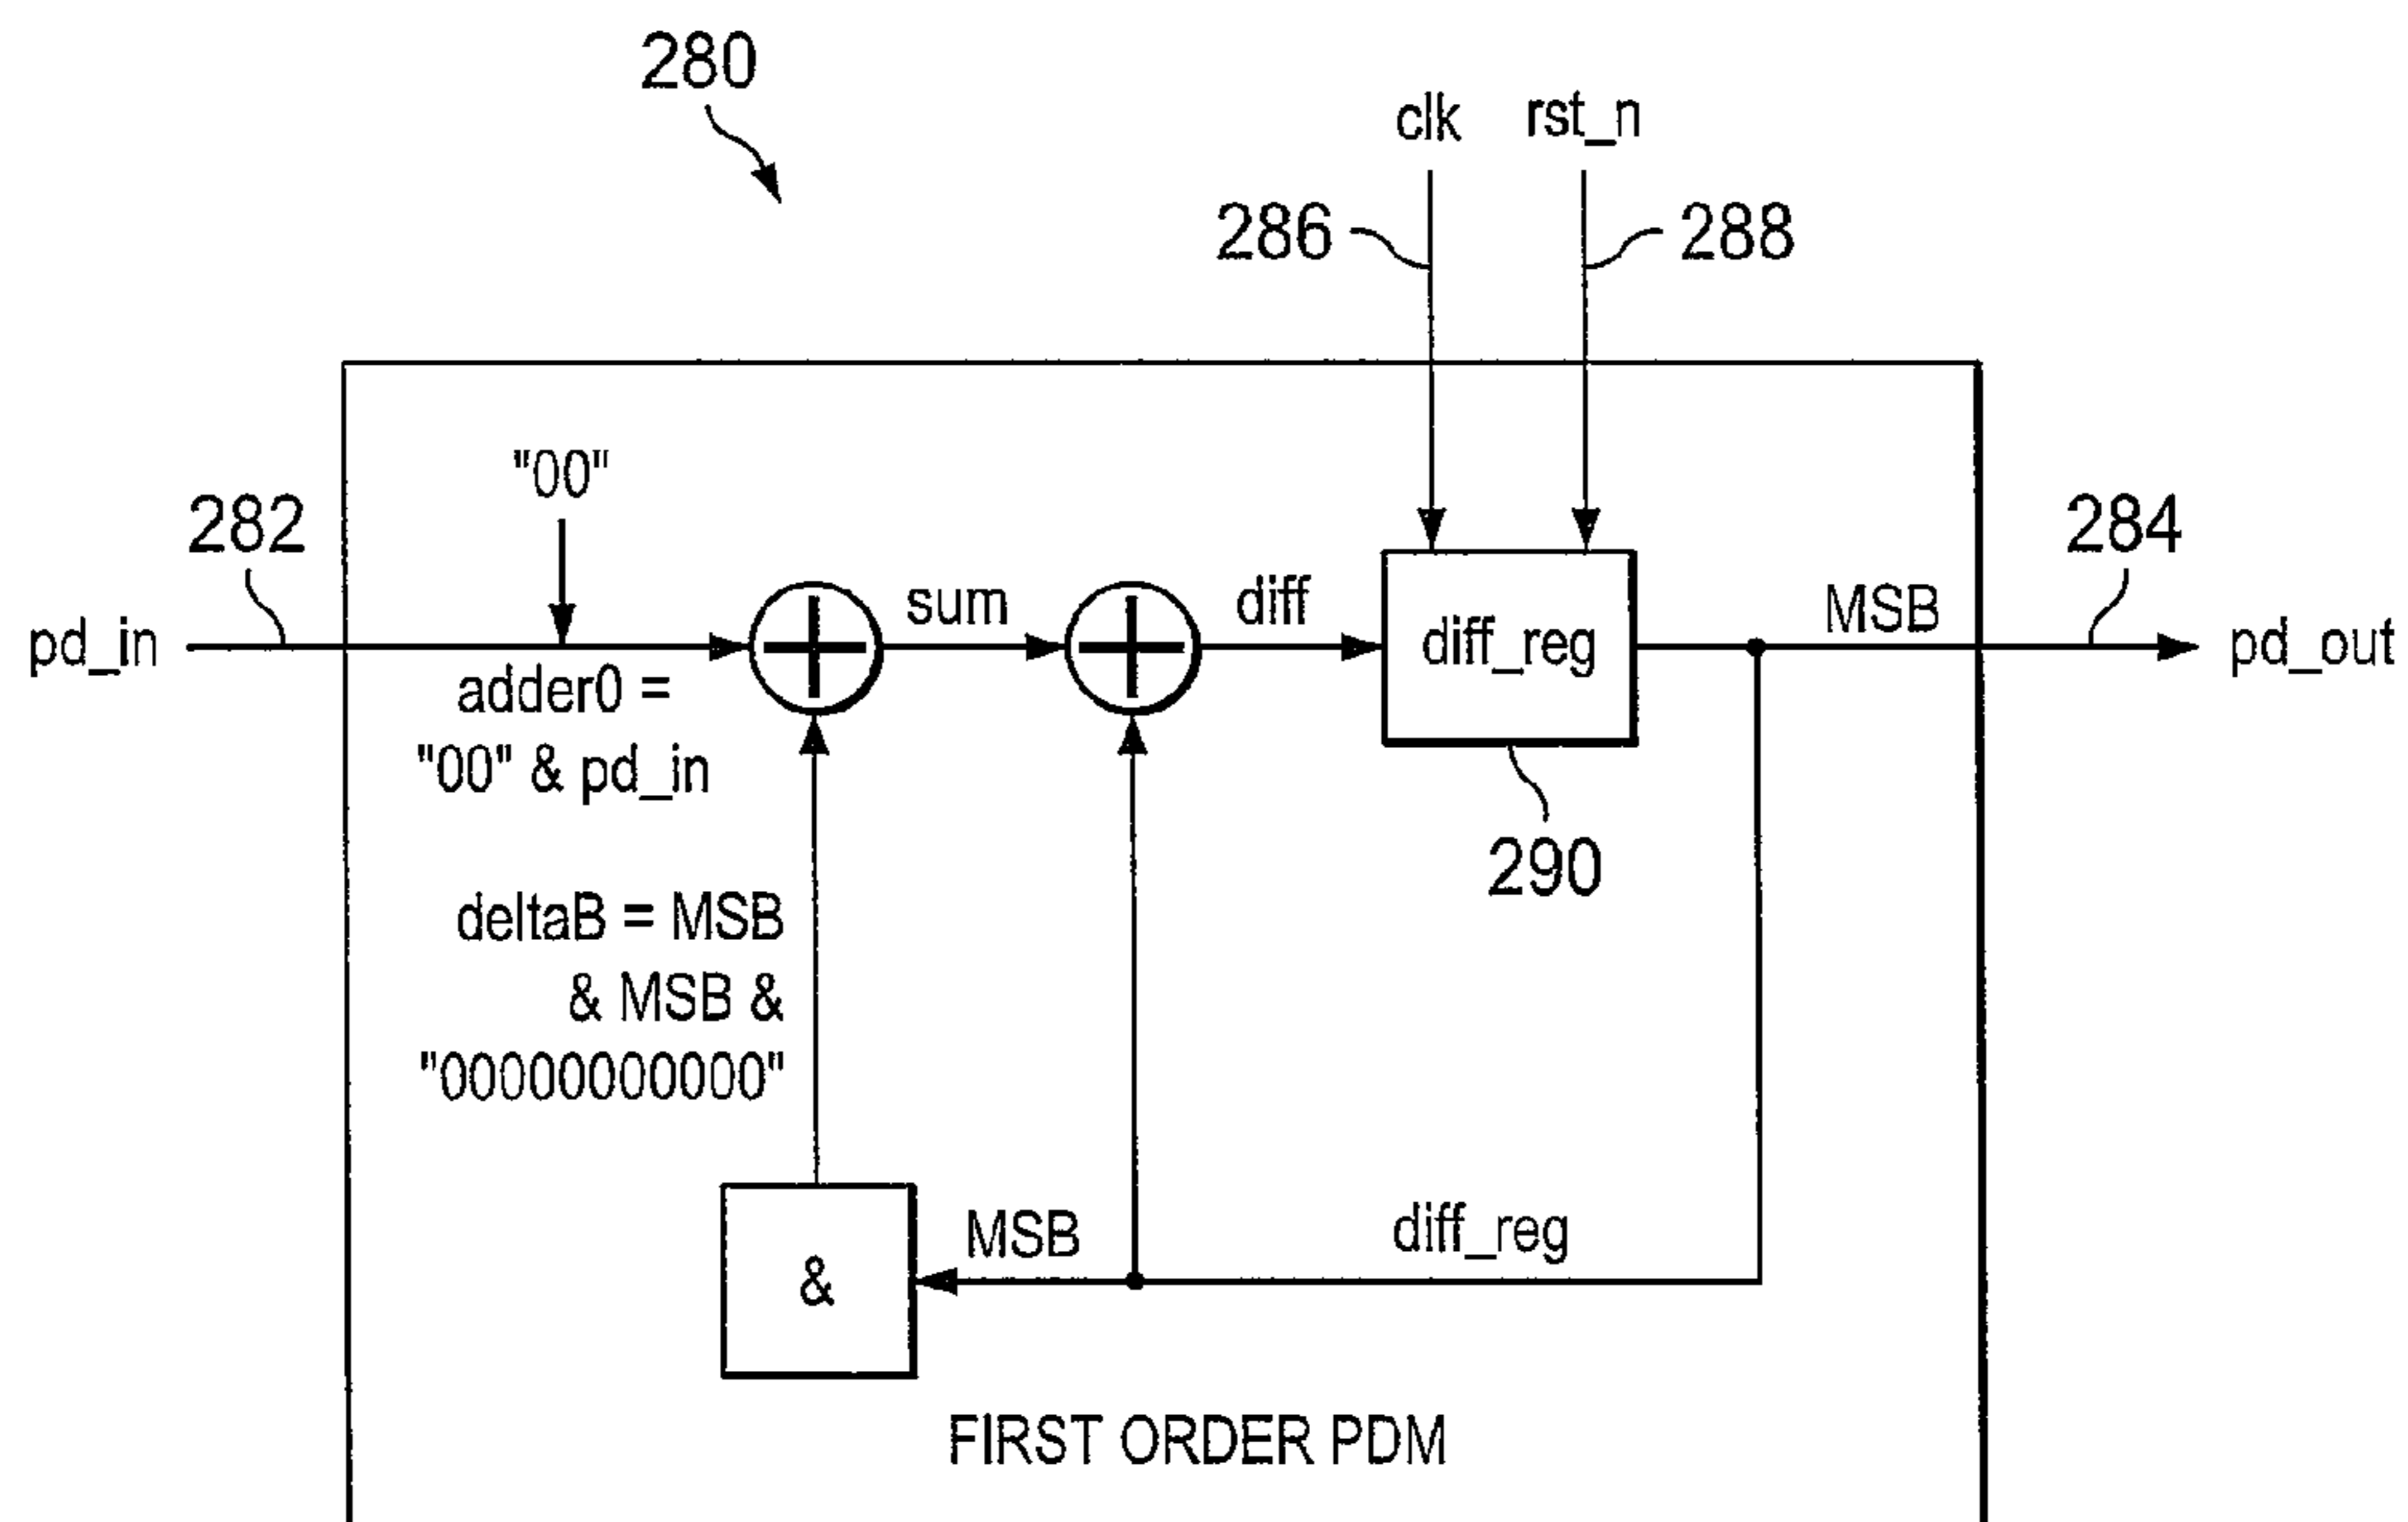 280
clk rst_n
286 288
"00"
282
284
pd_in
sum
diff
diff_reg
MSB
pd_out
adder0 =
"00" & pd_in
290
deltaB = MSB
& MSB &
"00000000000"
MSB
diff_reg
&
FIRST ORDER PDM